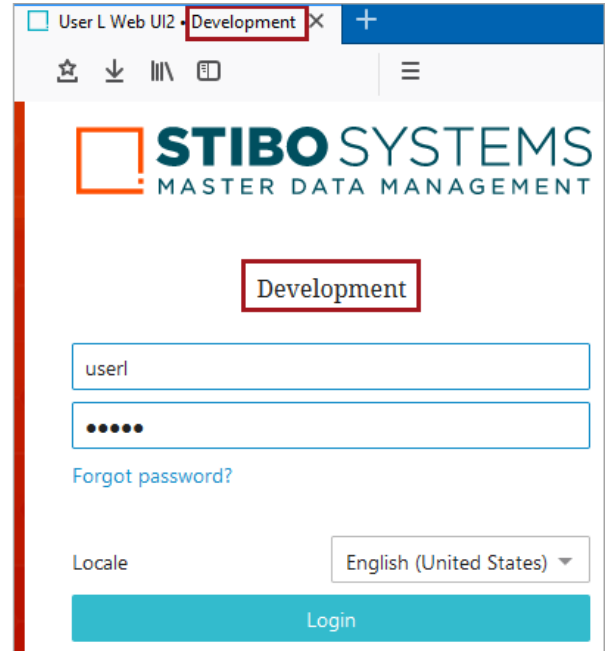 User L Web UI2 • Development
STIBO SYSTEMS
MASTER DATA MANAGEMENT
Development
userl
•••••
Forgot password?
Locale English (United States)
Login